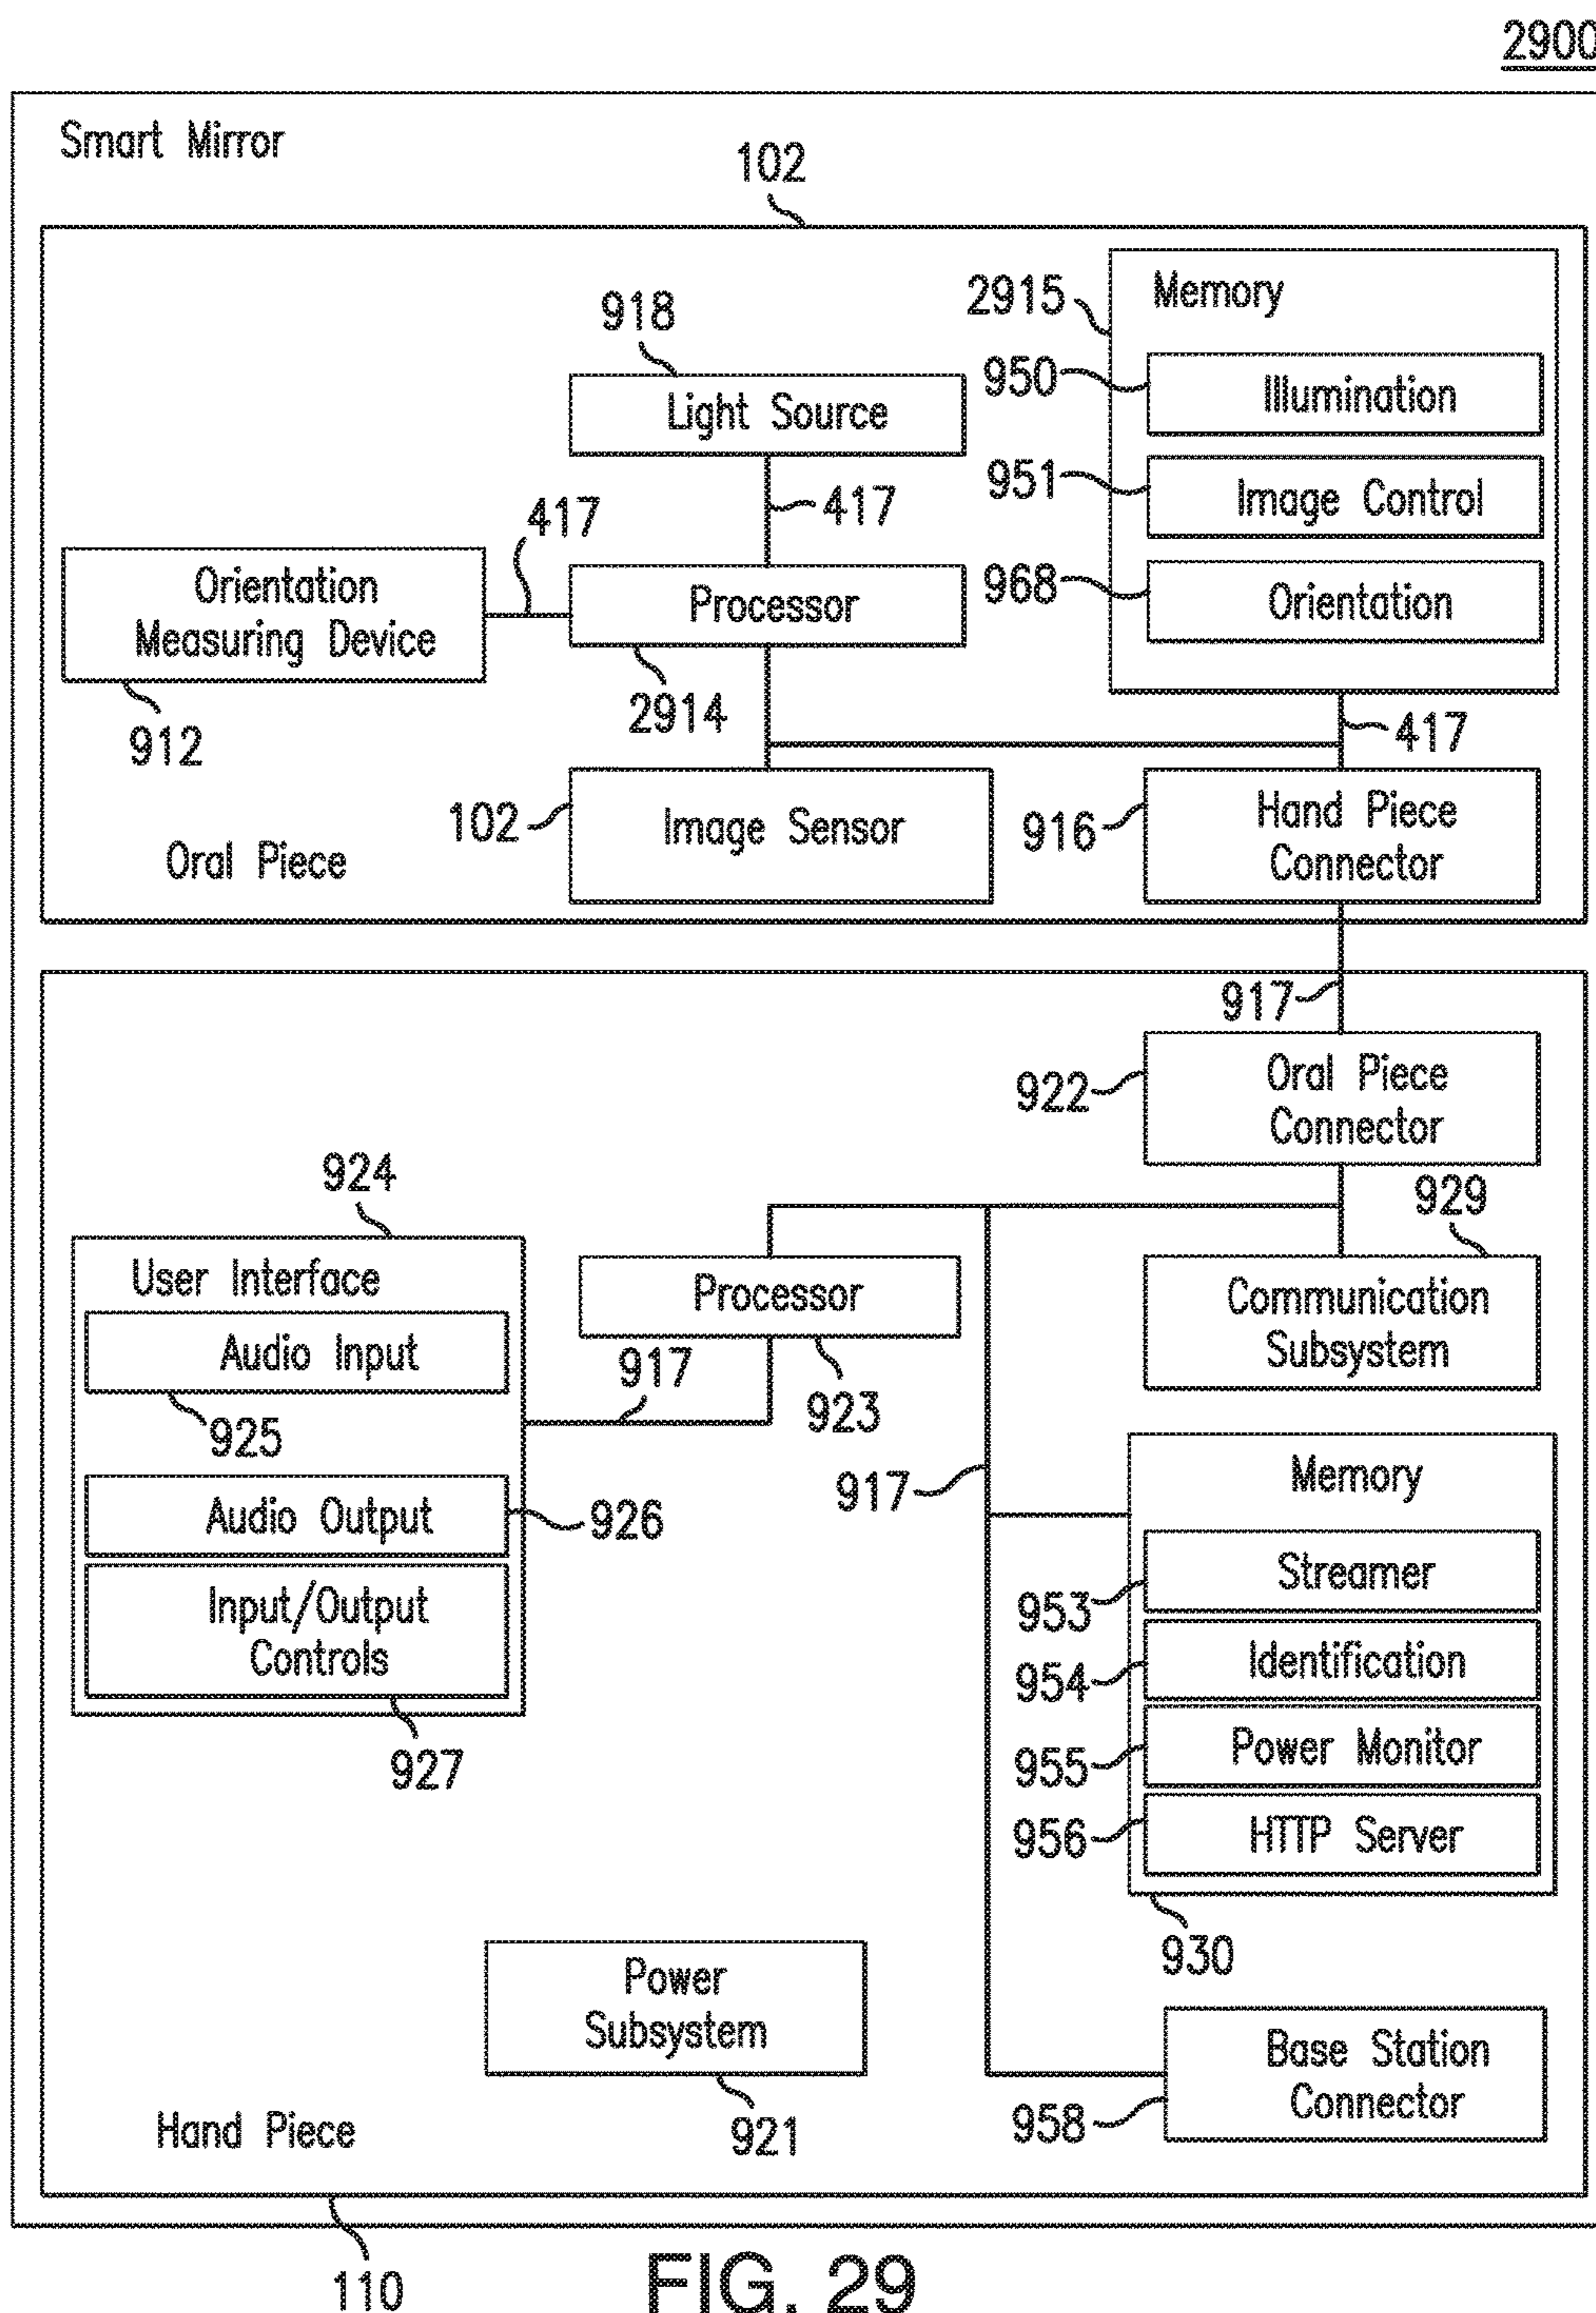 2900
Smart Mirror
102
2915
Memory
918
950
Illumination
Light Source
951
Image Control
417
417
968
Orientation
Orientation
Measuring Device
Processor
2914
912
417
102
Image Sensor
916
Hand Piece
Connector
Oral Piece
917
922
Oral Piece
Connector
924
929
User Interface
Processor
Communication
Subsystem
Audio Input
917
923
925
Memory
917
Audio Output
926
Streamer
953
Input/Output
Controls
Identification
954
927
Power Monitor
955
HTTP Server
956
930
Power
Subsystem
921
Base Station
Connector
958
Hand Piece
110
FIG. 29